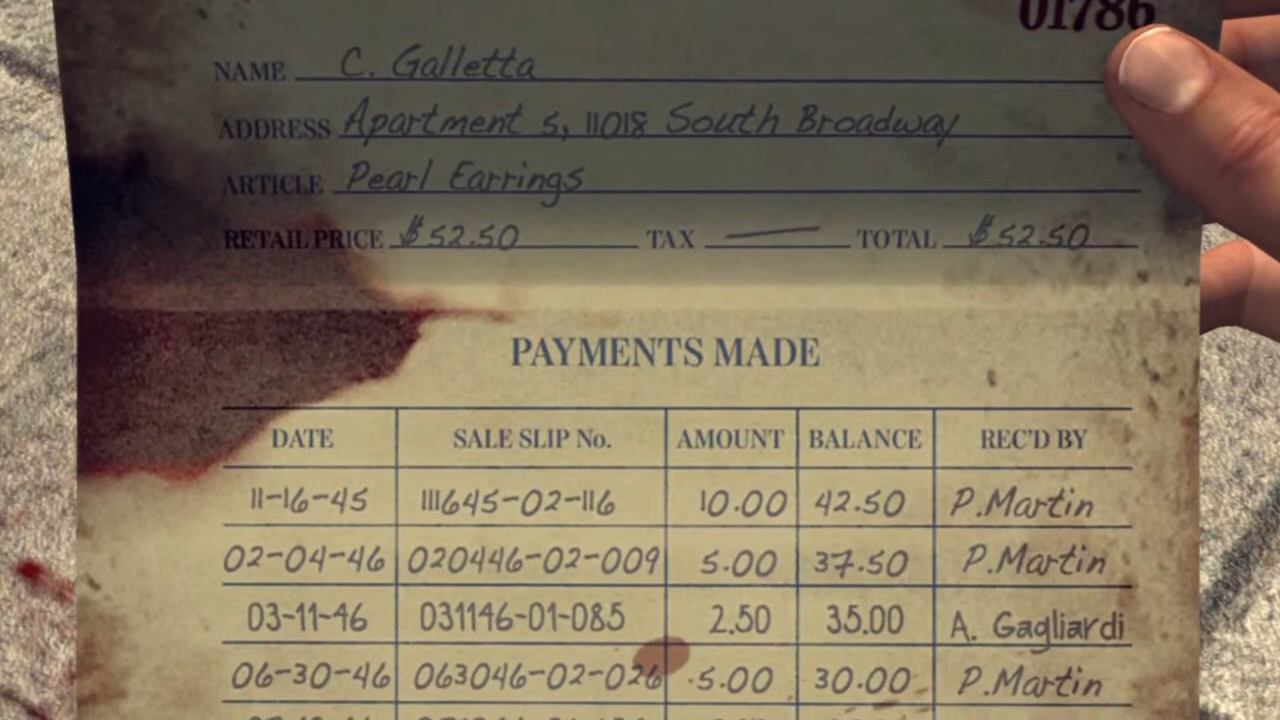 01786
NAME C. Galletta
ADDRESS Apartment 5, 11018 South Broadway
ARTICLE Pearl Earrings
RETAIL PRICE $52.50 TAX — TOTAL $52.50
PAYMENTS MADE
DATE SALE SLIP No. AMOUNT BALANCE REC'D BY
11-16-45 111645-02-116 10.00 42.50 P.Martin
02-04-46 020446-02-009 5.00 37.50 P.Martin
03-11-46 031146-01-085 2.50 35.00 A. Gagliardi
06-30-46 063046-02-026 5.00 30.00 P.Martin